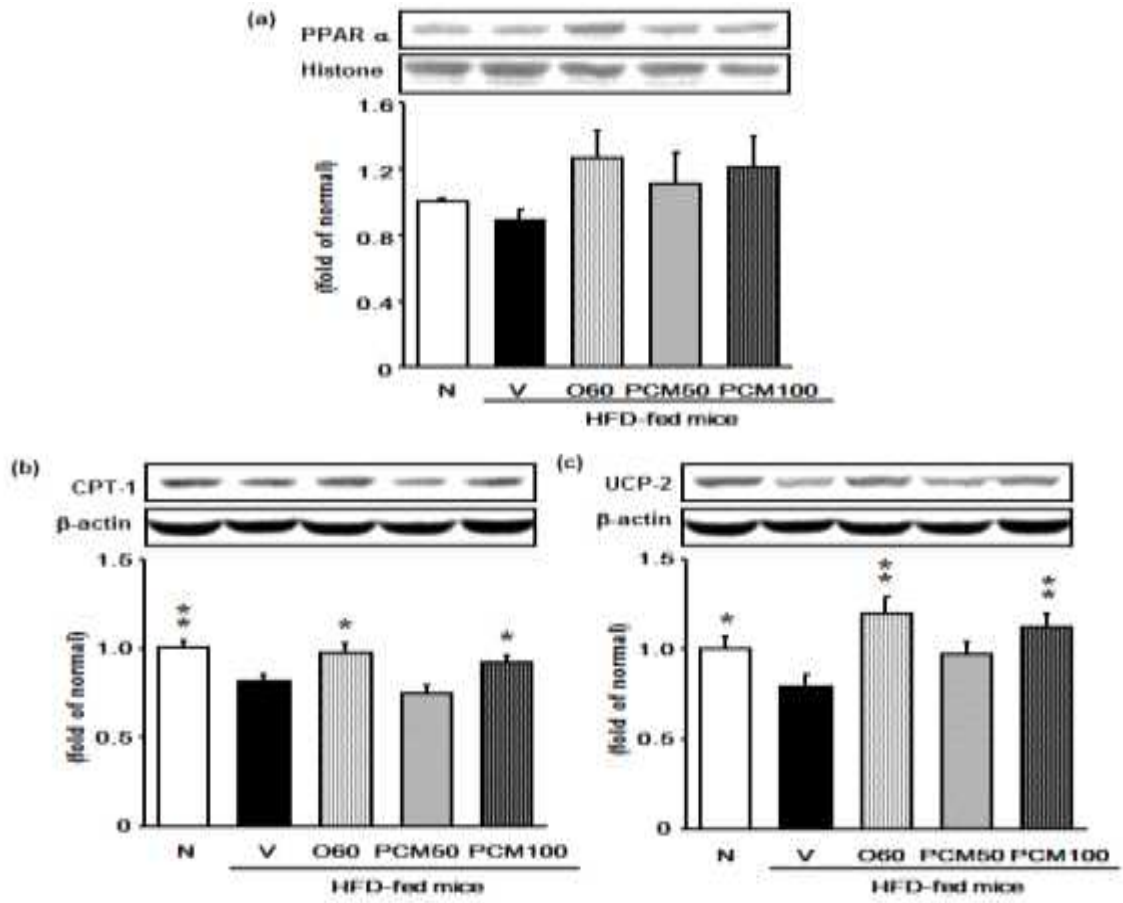 (a)
PPAR α
Histone
(fold of normal)
1.6
1.2
0.8
0.4
0
N V O60 PCM50 PCM100
HFD-fed mice
(b)
CPT-1
β-actin
(fold of normal)
1.5
1.0
0.5
0
** * *
N V O60 PCM50 PCM100
HFD-fed mice
(c)
UCP-2
β-actin
(fold of normal)
1.5
1.0
0.5
0
* ** **
N V O60 PCM50 PCM100
HFD-fed mice